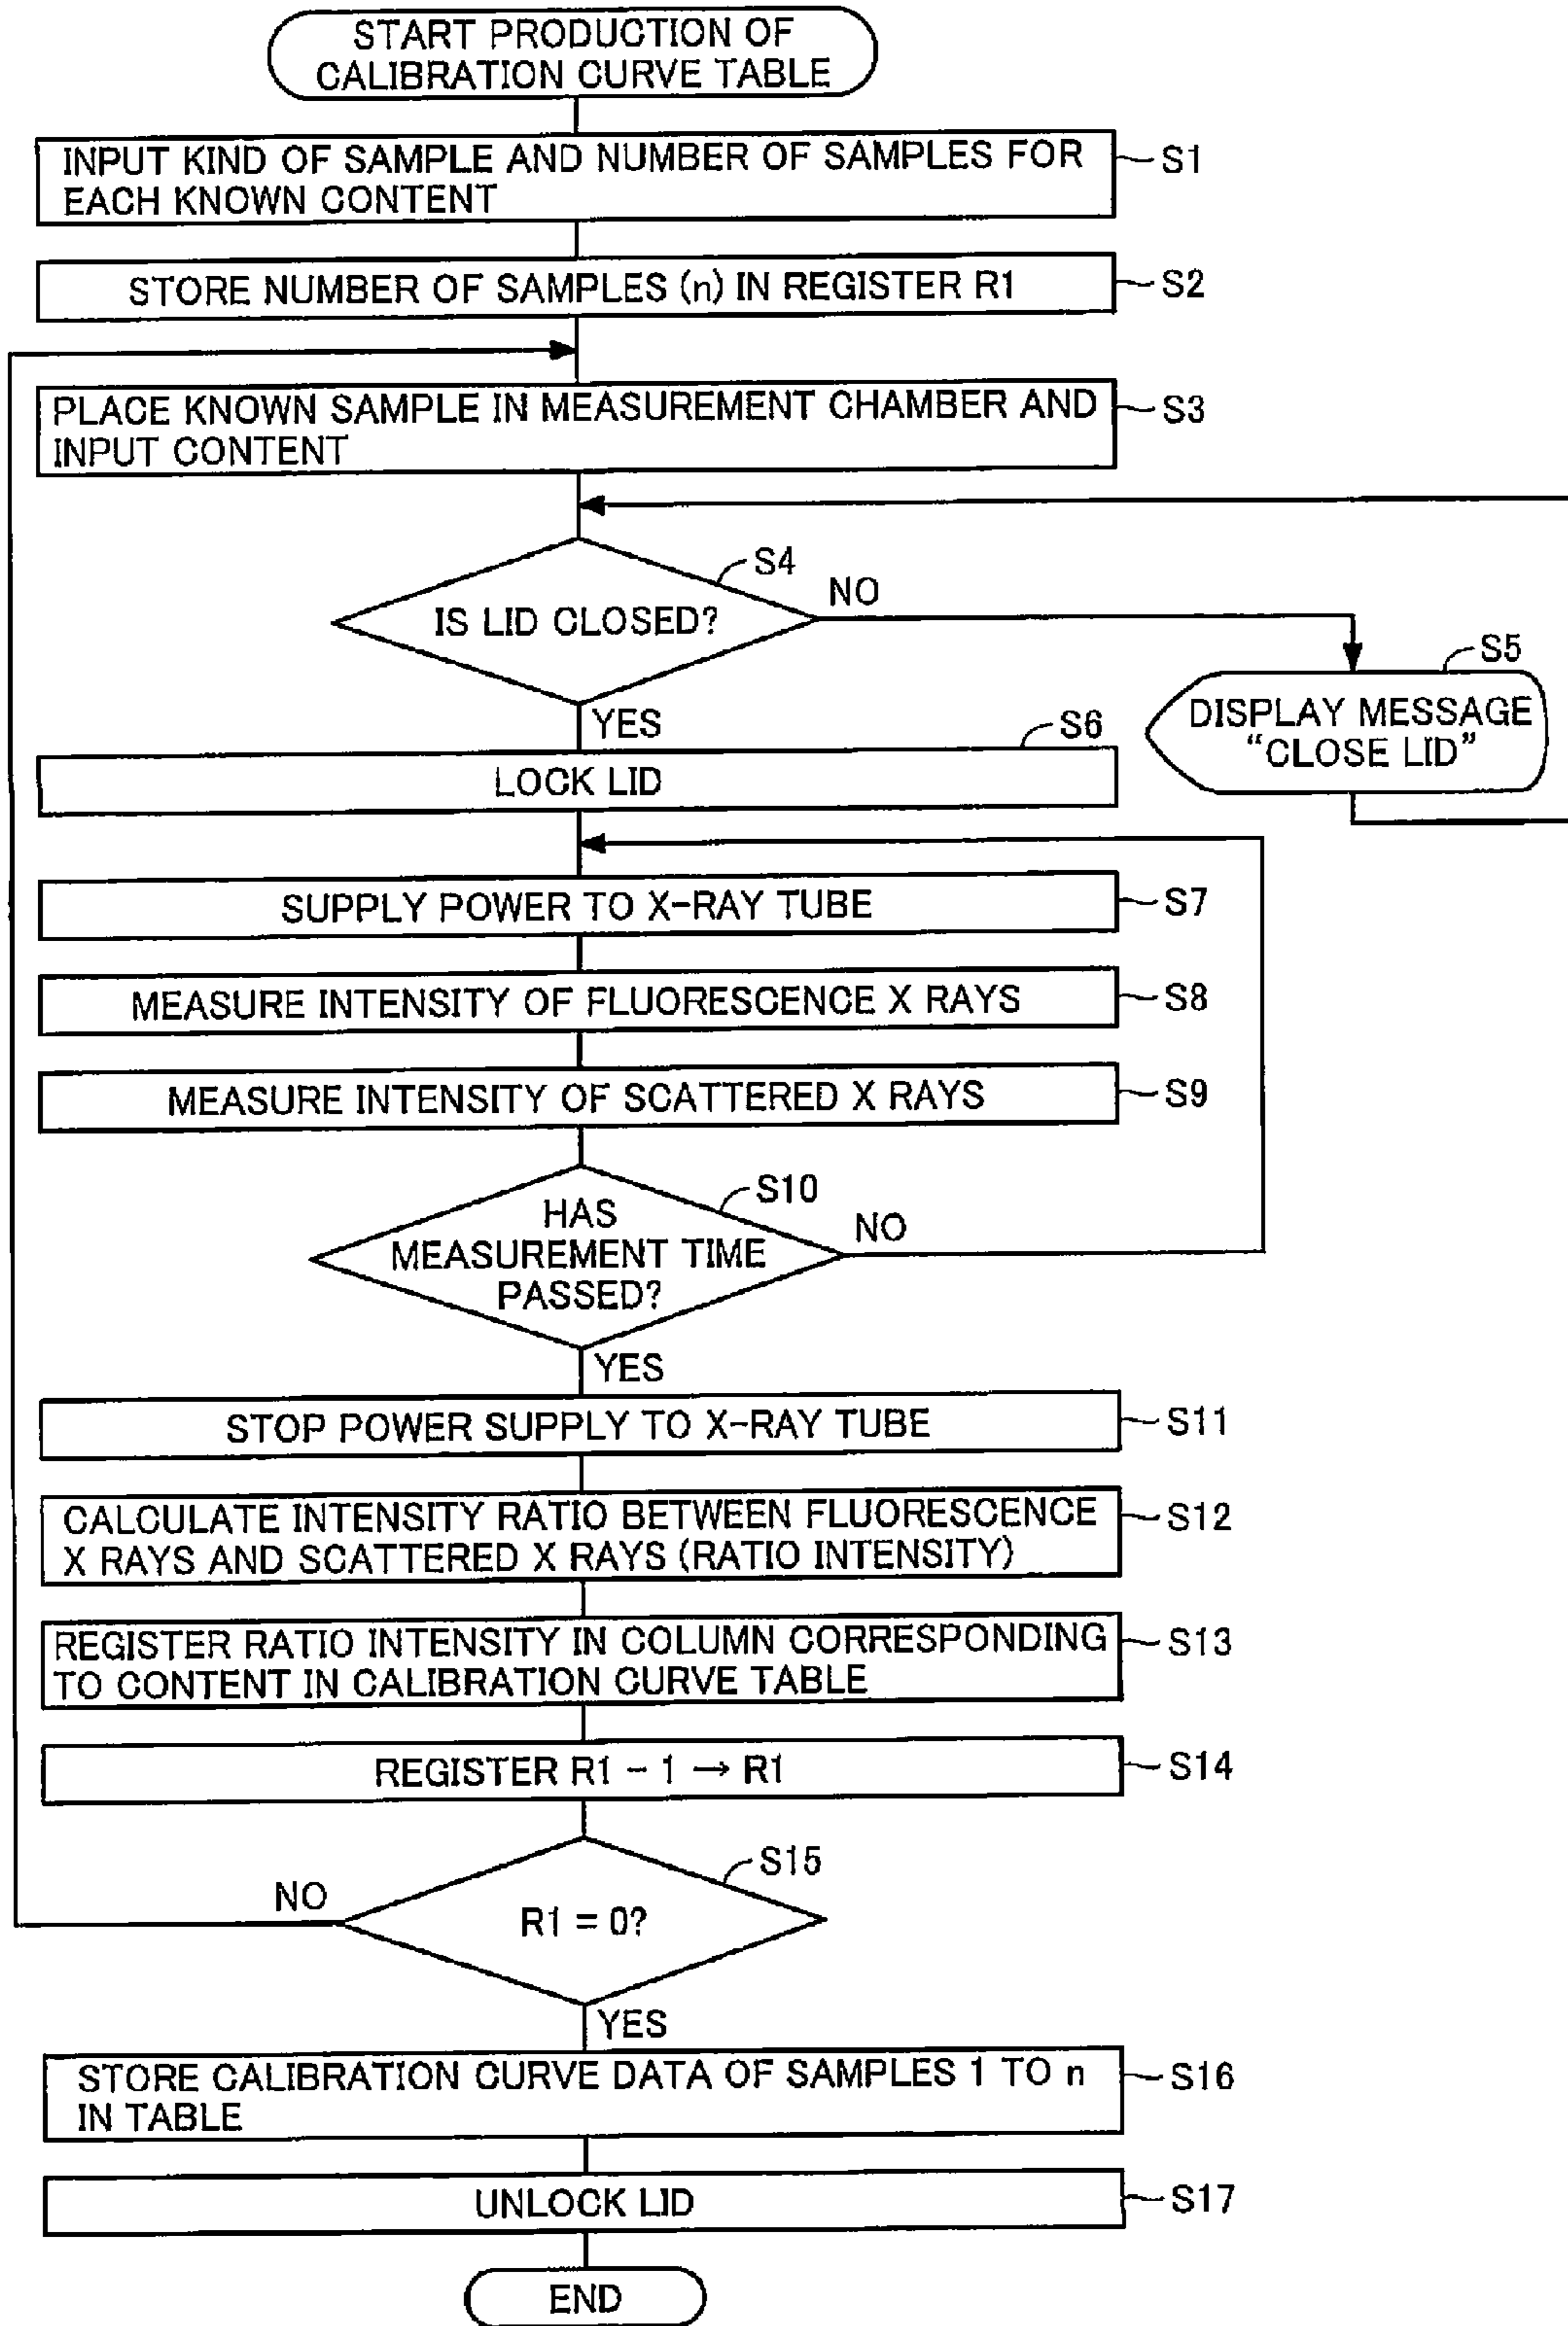 START PRODUCTION OF
CALIBRATION CURVE TABLE
INPUT KIND OF SAMPLE AND NUMBER OF SAMPLES FOR
EACH KNOWN CONTENT
S1
STORE NUMBER OF SAMPLES (n) IN REGISTER R1
S2
PLACE KNOWN SAMPLE IN MEASUREMENT CHAMBER AND
INPUT CONTENT
S3
S4
IS LID CLOSED?
NO
YES
S5
DISPLAY MESSAGE
“CLOSE LID”
S6
LOCK LID
SUPPLY POWER TO X-RAY TUBE
S7
MEASURE INTENSITY OF FLUORESCENCE X RAYS
S8
MEASURE INTENSITY OF SCATTERED X RAYS
S9
S10
HAS
MEASUREMENT TIME
PASSED?
NO
YES
STOP POWER SUPPLY TO X-RAY TUBE
S11
CALCULATE INTENSITY RATIO BETWEEN FLUORESCENCE
X RAYS AND SCATTERED X RAYS (RATIO INTENSITY)
S12
REGISTER RATIO INTENSITY IN COLUMN CORRESPONDING
TO CONTENT IN CALIBRATION CURVE TABLE
S13
REGISTER R1 - 1 → R1
S14
S15
NO
R1 = 0?
YES
STORE CALIBRATION CURVE DATA OF SAMPLES 1 TO n
IN TABLE
S16
UNLOCK LID
S17
END